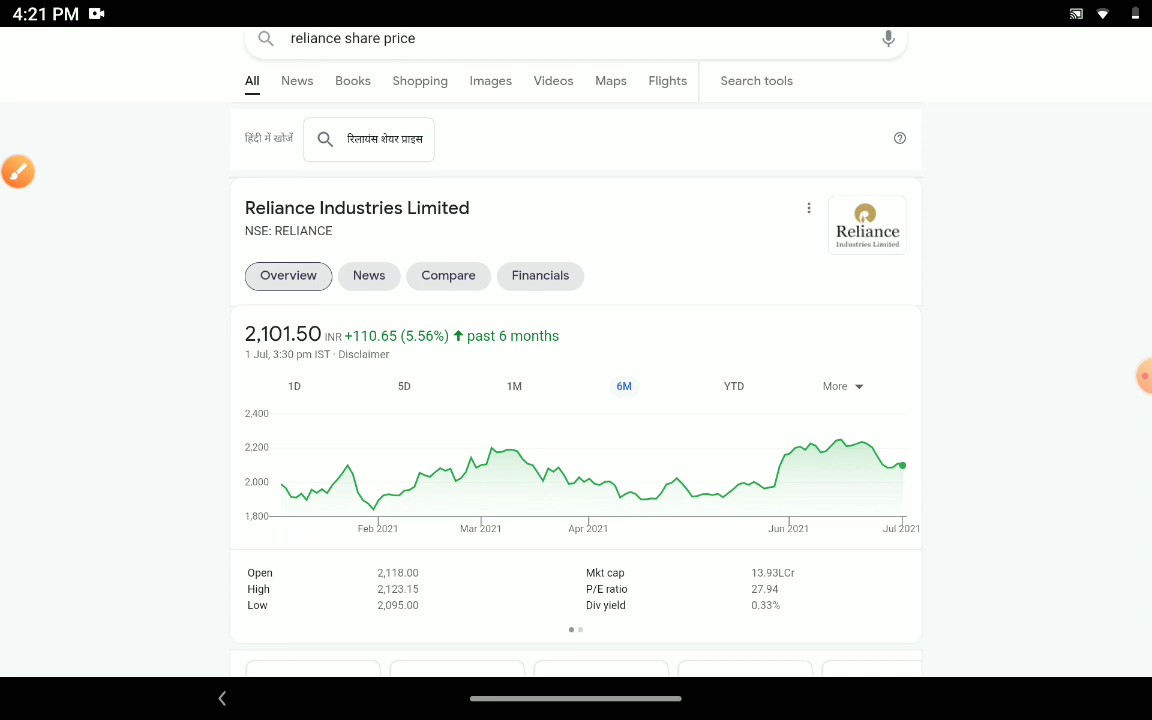 4:21 PM
reliance share price
All News Books Shopping Images Videos Maps Flights Search tools
हिंदी में खोजें रिलायंस शेयर प्राइस
Reliance Industries Limited
NSE: RELIANCE
Reliance
Industries Limited
Overview News Compare Financials
2,101.50 INR +110.65 (5.56%) past 6 months
1 Jul, 3:30 pm IST · Disclaimer
1D 5D 1M 6M YTD More
2,400
2,200
2,000
1,800
Feb 2021 Mar 2021 Apr 2021 Jun 2021 Jul 2021
Open 2,118.00 Mkt cap 13.93LCr
High 2,123.15 P/E ratio 27.94
Low 2,095.00 Div yield 0.33%